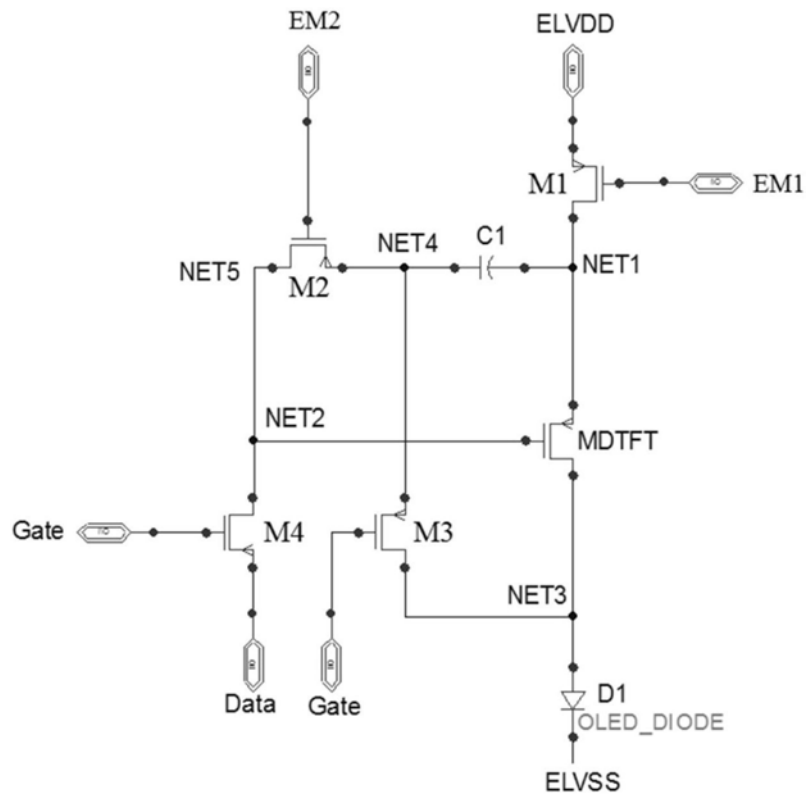 EM2
ELVDD
M1
EM1
NET5
M2
NET4
C1
NET1
NET2
MDTFT
Gate
M4
M3
NET3
Data
Gate
D1
OLED_DIODE
ELVSS